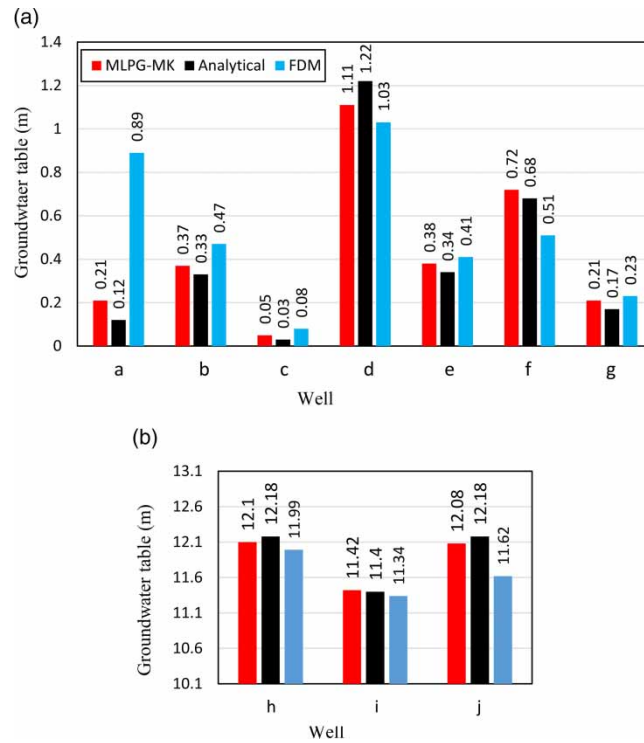 (a)
1.4
1.2
1
0.8
0.6
0.4
0.2
0
Groundwtaer table (m)
MLPG-MK Analytical FDM
0.21 0.12 0.89
0.37 0.33 0.47
0.05 0.03 0.08
1.11 1.22 1.03
0.38 0.34 0.41
0.72 0.68 0.51
0.21 0.17 0.23
a b c d e f g
Well
(b)
13.1
12.6
12.1
11.6
11.1
10.6
10.1
Groundwater table (m)
12.1 12.18 11.99
11.42 11.4 11.34
12.08 12.18 11.62
h i j
Well